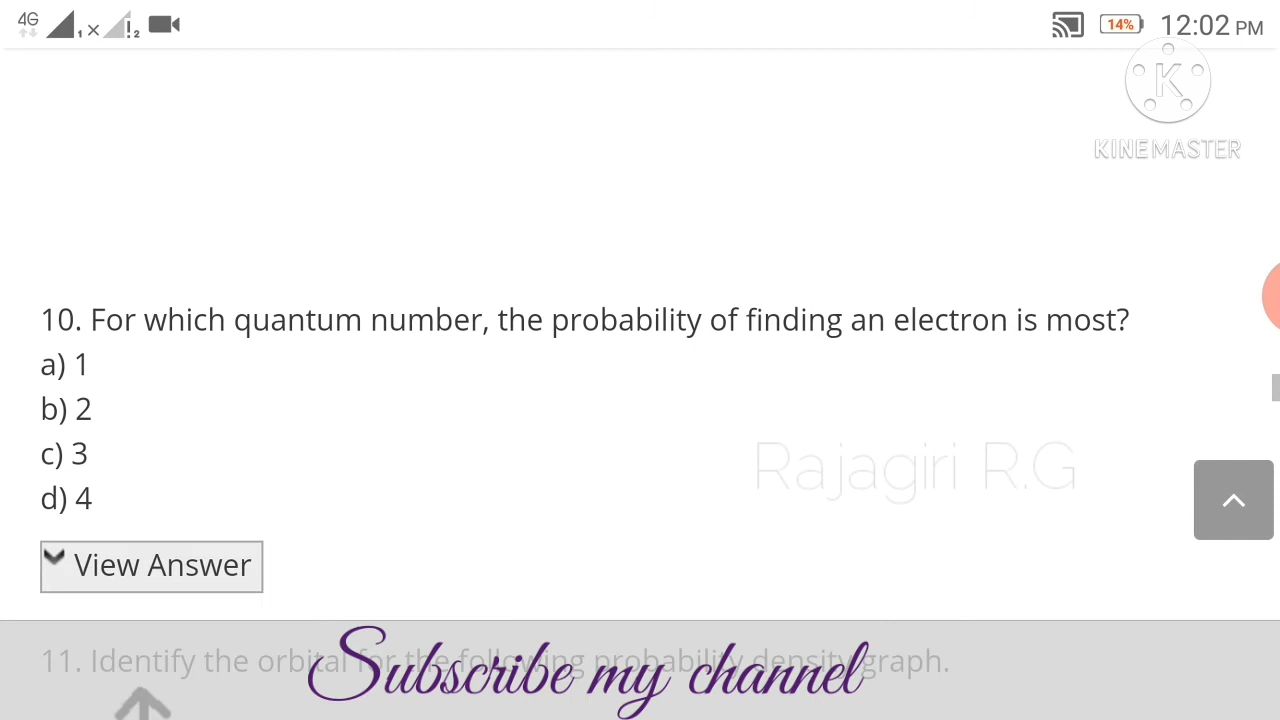 4G 1 × ! 2 14% 12:02 PM
K
KINEMASTER
10. For which quantum number, the probability of finding an electron is most?
a) 1
b) 2
c) 3
d) 4
Rajagiri R.G
View Answer
11. Identify the orbital for the following probability density graph.
Subscribe my channel